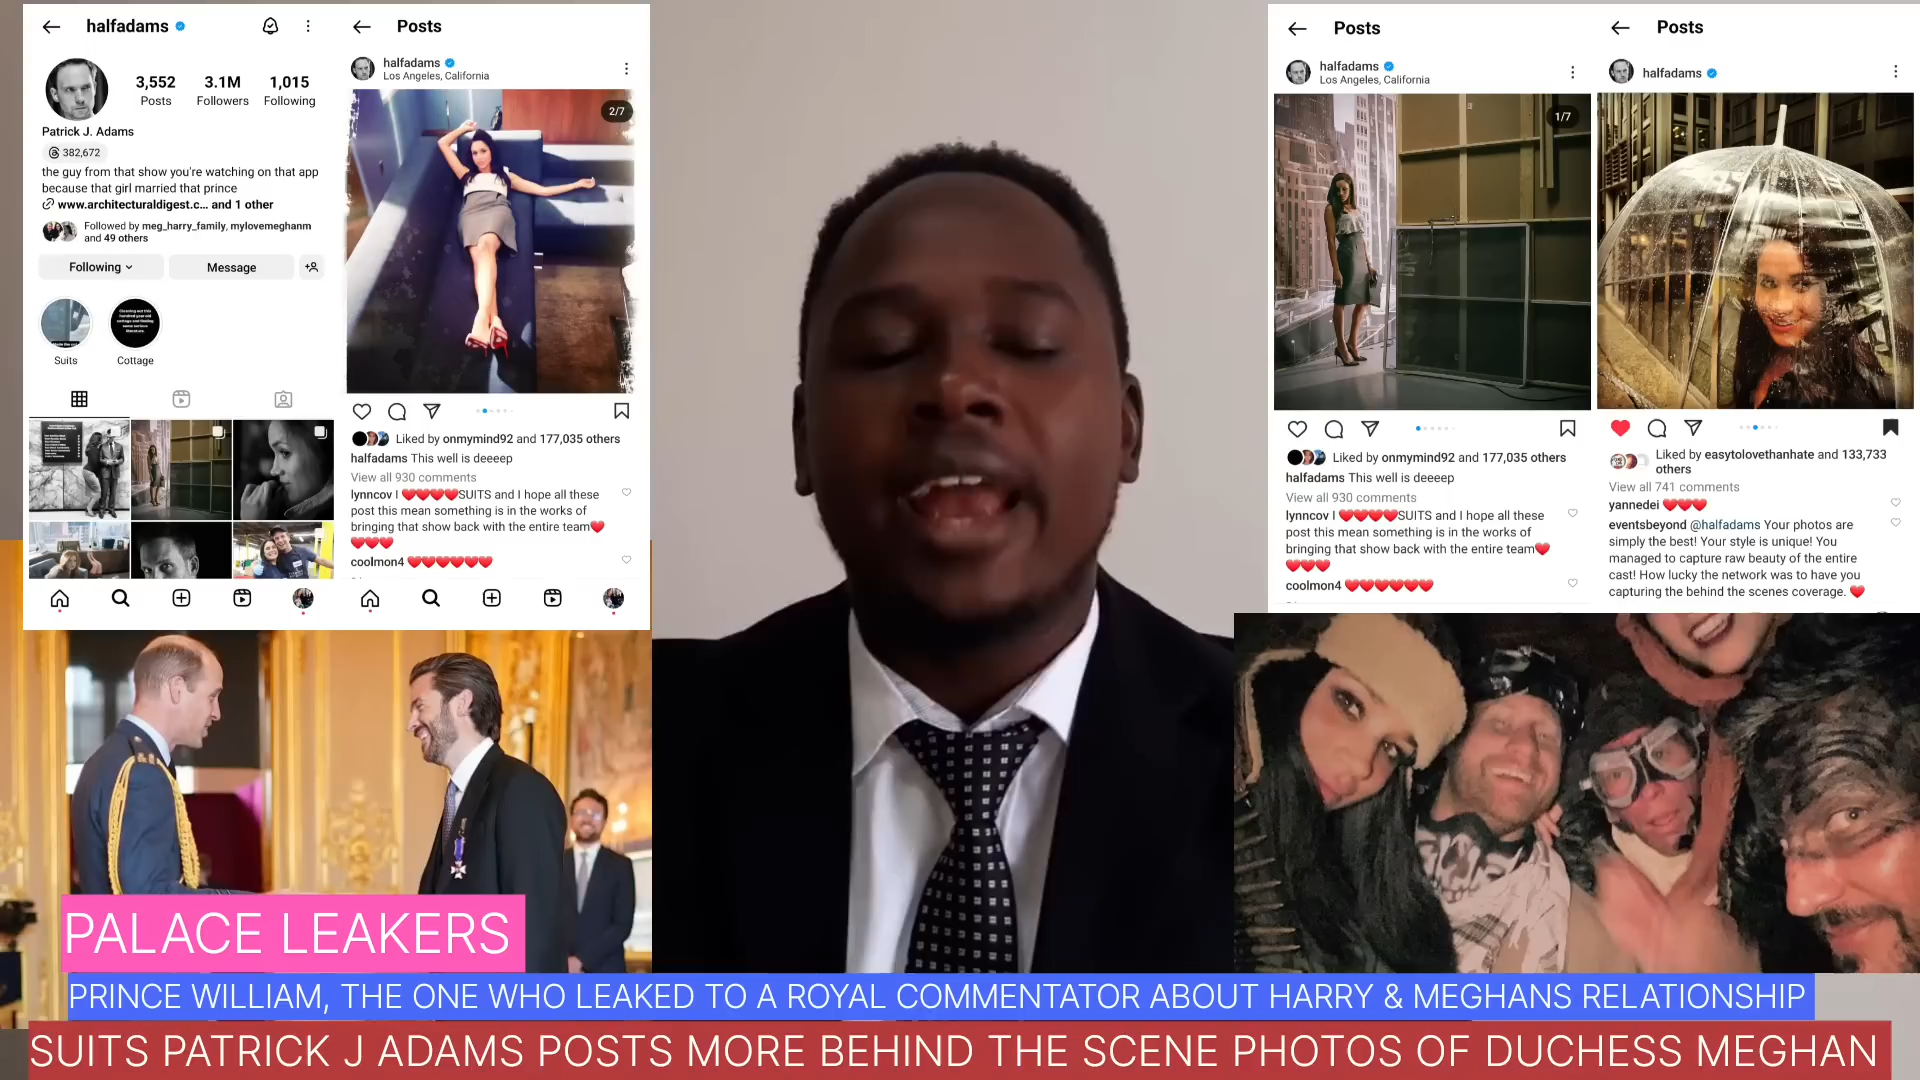 halfadams
3,552
3.1M
1,015
Posts
Followers
Following
Patrick J. Adams
382,672
the guy from that show you're watching on that app
because that girl married that prince
www.architecturaldigest.c... and 1 other
Followed by meg_harry_family, mylovemeghanm
and 49 others
Following
Message
Suits
Cottage
Posts
halfadams
Los Angeles, California
2/7
Liked by onmymind92 and 177,035 others
halfadams This well is deeeep
View all 930 comments
lynncov I ❤️❤️❤️❤️SUITS and I hope all these
post this mean something is in the works of
bringing that show back with the entire team❤️
❤️❤️❤️
coolmon4 ❤️❤️❤️❤️❤️❤️❤️
Posts
halfadams
Los Angeles, California
1/7
Liked by onmymind92 and 177,035 others
halfadams This well is deeeep
View all 930 comments
lynncov I ❤️❤️❤️❤️SUITS and I hope all these
post this mean something is in the works of
bringing that show back with the entire team❤️
❤️❤️❤️
coolmon4 ❤️❤️❤️❤️❤️❤️❤️
Posts
halfadams
Liked by easytolovethanhate and 133,733
others
View all 741 comments
yannedei ❤️❤️❤️
eventsbeyond @halfadams Your photos are
simply the best! Your style is unique! You
managed to capture raw beauty of the entire
cast! How lucky the network was to have you
capturing the behind the scenes coverage. ❤️
PALACE LEAKERS
PRINCE WILLIAM, THE ONE WHO LEAKED TO A ROYAL COMMENTATOR ABOUT HARRY & MEGHANS RELATIONSHIP
SUITS PATRICK J ADAMS POSTS MORE BEHIND THE SCENE PHOTOS OF DUCHESS MEGHAN